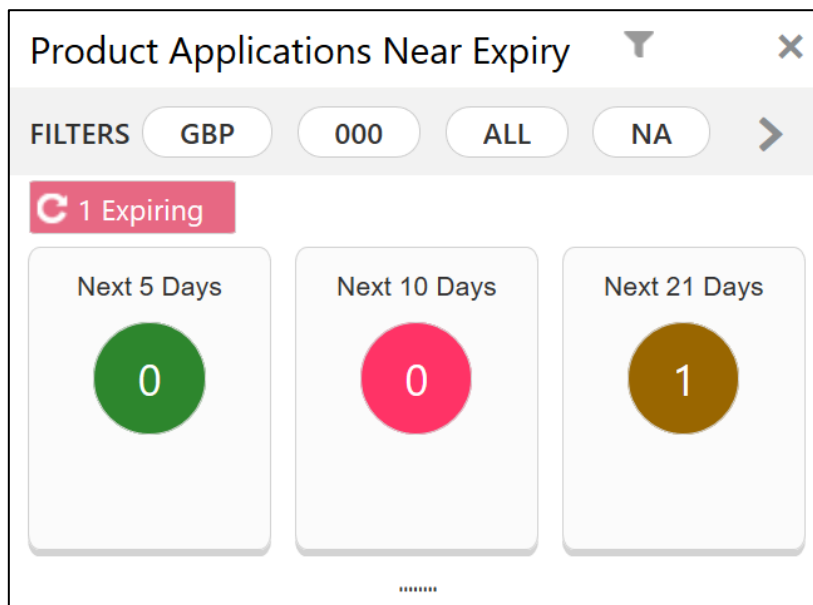 Product Applications Near Expiry
FILTERS GBP 000 ALL NA
1 Expiring
Next 5 Days Next 10 Days Next 21 Days
0 0 1